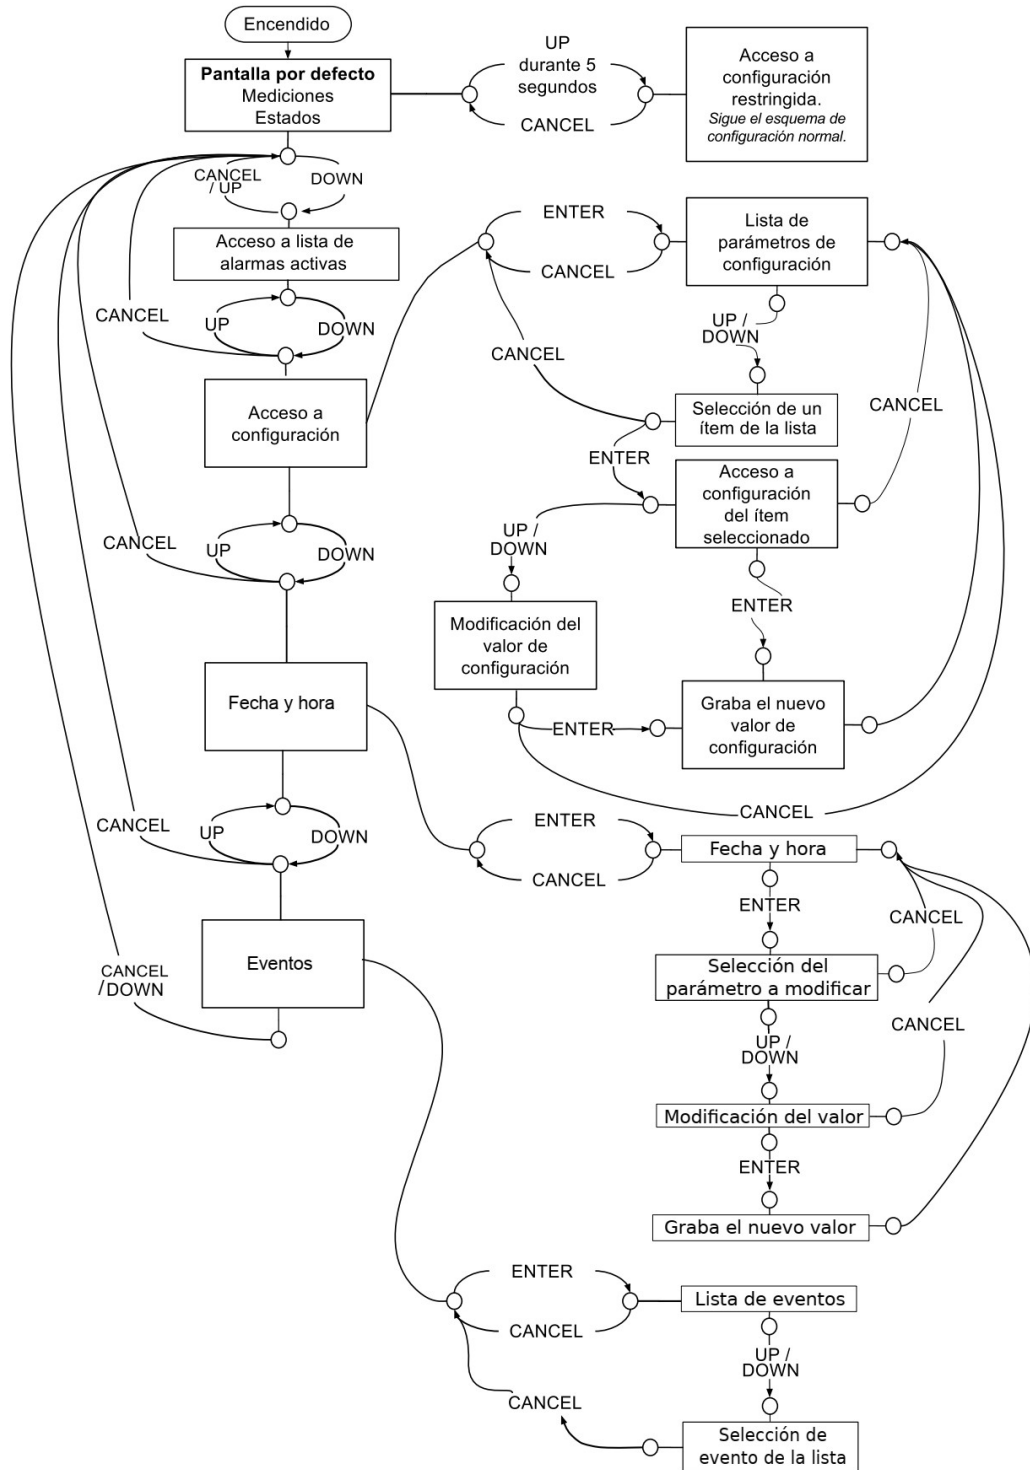 Encendido
Pantalla por defecto
Mediciones
Estados
UP
durante 5
segundos
CANCEL
Acceso a
configuración
restringida.
Sigue el esquema de
configuración normal.
CANCEL
/ UP
DOWN
Acceso a lista de
alarmas activas
ENTER
CANCEL
Lista de
parámetros de
configuración
CANCEL
UP
DOWN
UP /
DOWN
CANCEL
CANCEL
Acceso a
configuración
Selección de un
ítem de la lista
ENTER
Acceso a
configuración
del ítem
seleccionado
CANCEL
UP
DOWN
UP /
DOWN
ENTER
Modificación del
valor de
configuración
Fecha y hora
Graba el nuevo
valor de
configuración
ENTER
CANCEL
CANCEL
UP
DOWN
ENTER
CANCEL
Fecha y hora
ENTER
CANCEL
Eventos
CANCEL
/DOWN
Selección del
parámetro a modificar
CANCEL
UP /
DOWN
Modificación del valor
ENTER
Graba el nuevo valor
ENTER
CANCEL
Lista de eventos
UP /
DOWN
CANCEL
Selección de
evento de la lista